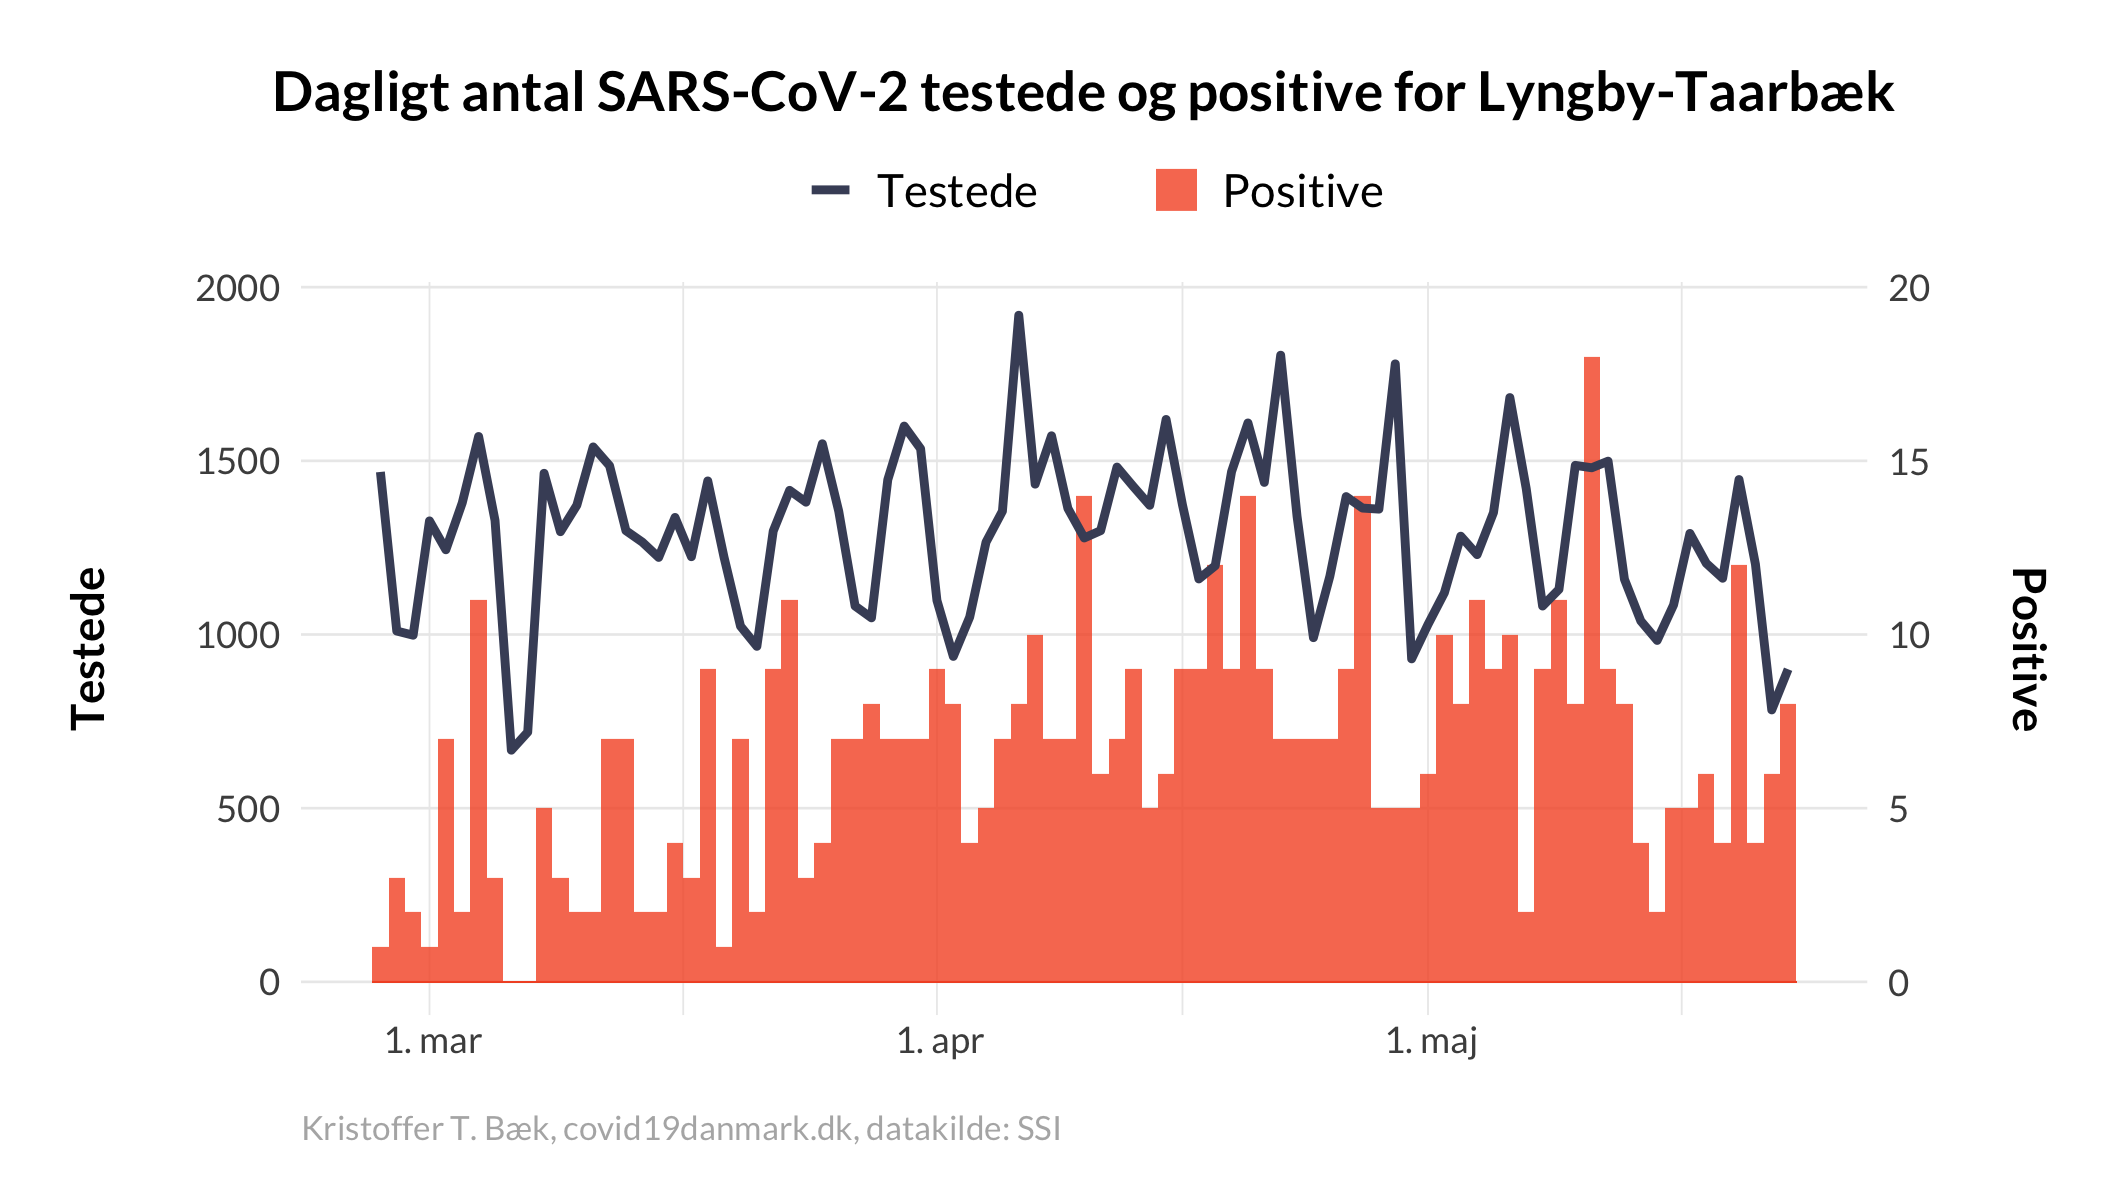 Dagligt antal SARS-CoV-2 testede og positive for Lyngby-Taarbæk
Testede
Positive
2000
1500
1000
500
0
20
15
10
5
0
Testede
Positive
1. mar
1. apr
1. maj
Kristoffer T. Bæk, covid19danmark.dk, datakilde: SSI